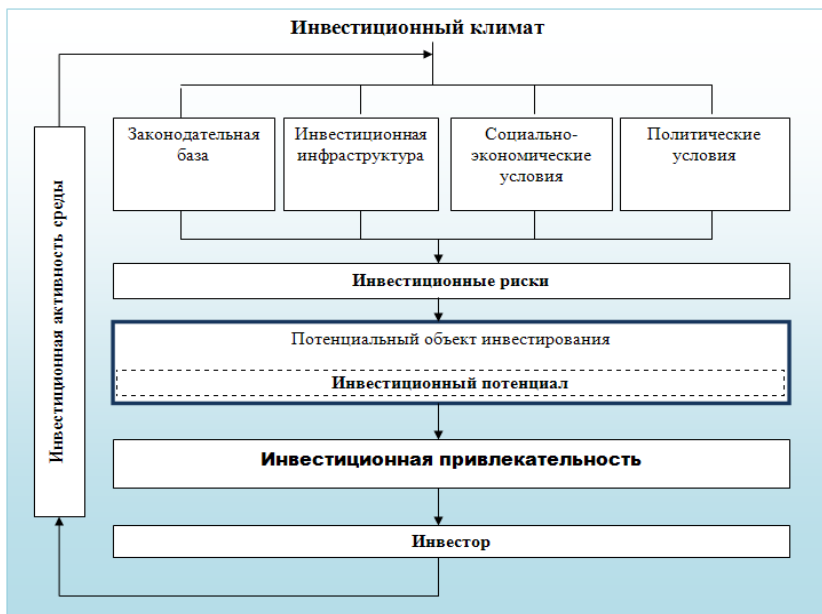 Инвестиционный климат
Законодательная
база
Инвестиционная
инфраструктура
Социально-
экономические
условия
Политические
условия
Инвестиционная активность среды
Инвестиционные риски
Потенциальный объект инвестирования
Инвестиционный потенциал
Инвестиционная привлекательность
Инвестор